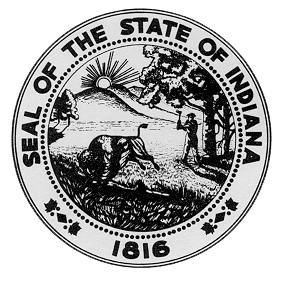 SEAL OF THE STATE OF INDIANA
1816